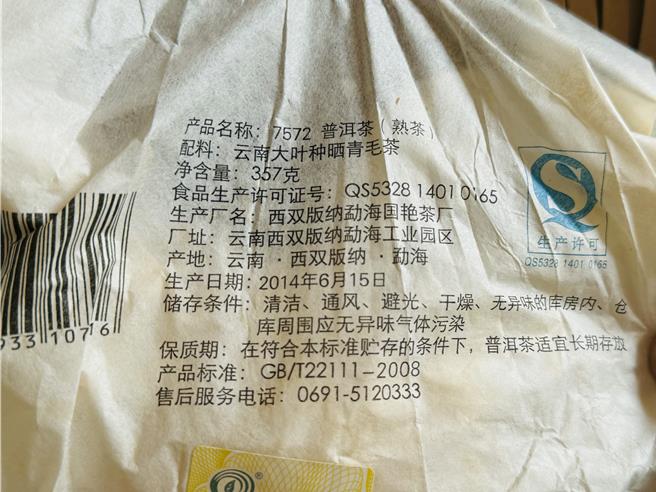 产品名称：7572 普洱茶（熟茶）
配料：云南大叶种晒青毛茶
净含量：357克
食品生产许可证号：QS5328 1401 0165
生产厂名：西双版纳勐海国艳茶厂
厂址：云南西双版纳勐海工业园区
产地：云南·西双版纳·勐海
生产日期：2014年6月15日
储存条件：清洁、通风、避光、干燥、无异味的库房内、仓
库周围应无异味气体污染
保质期：在符合本标准贮存的条件下，普洱茶适宜长期存放
产品标准：GB/T22111-2008
售后服务电话：0691-5120333
QS
生产许可
QS5328 1401 0165
933 10716
®